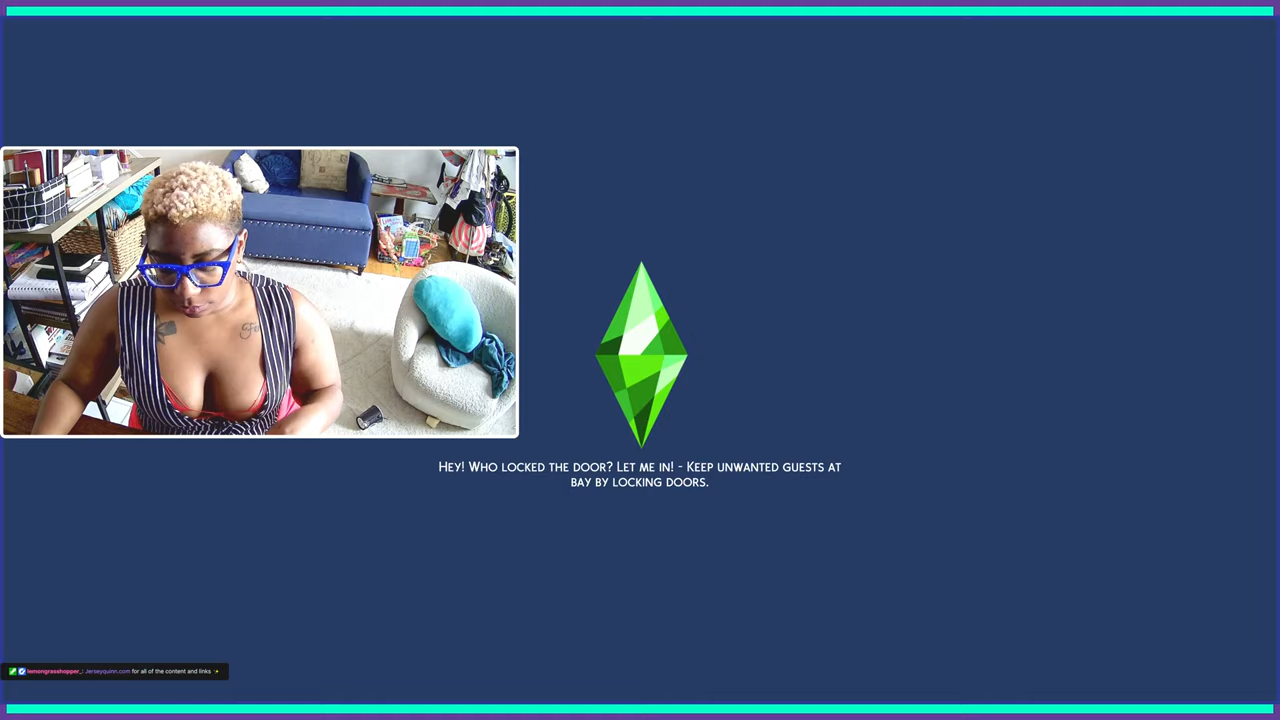 Hey! Who locked the door? Let me in! - Keep unwanted guests at
bay by locking doors.
lemongrasshopper_: Jerseyquinn.com for all of the content and links